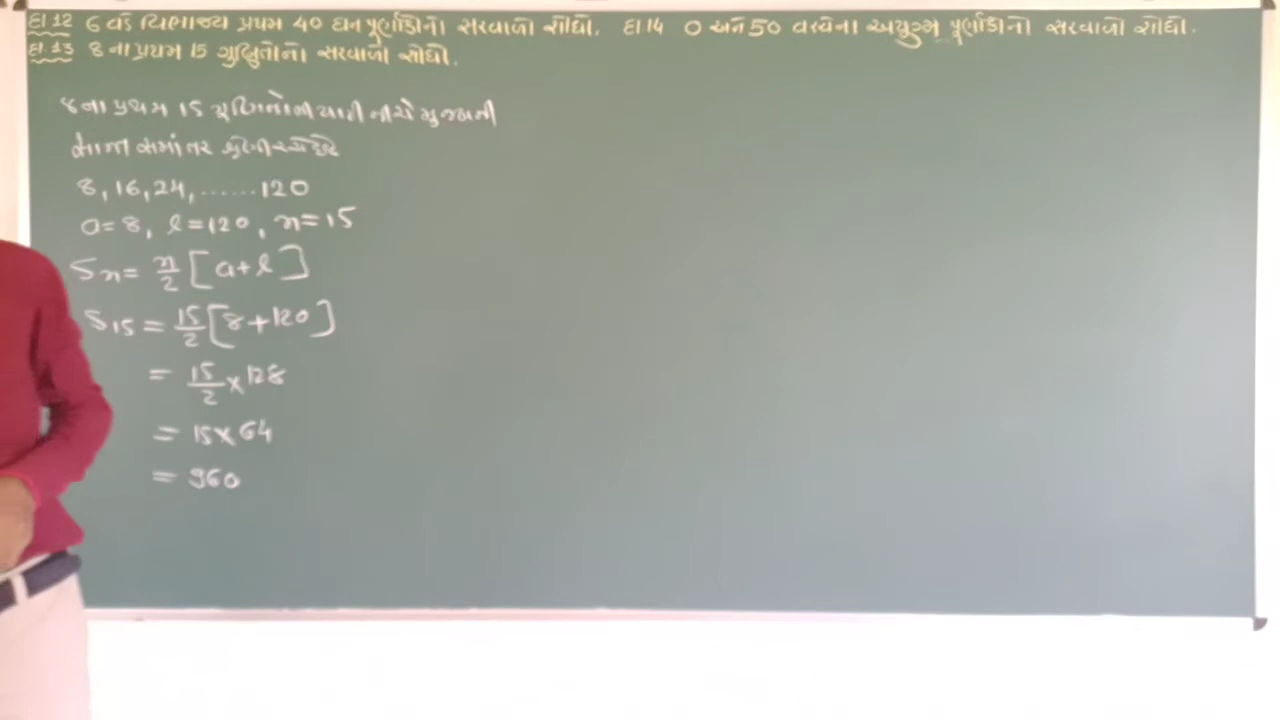 દા.12 6 વડે વિભાજ્ય પ્રથમ 40 ધન પૂર્ણાંકોનો સરવાળો શોધો. દા.14 0 અને 50 વચ્ચેના અયુગ્મ પૂર્ણાંકોનો સરવાળો શોધો.
દા.13 8 ના પ્રથમ 15 ગુણિતોનો સરવાળો શોધો.
8 ના પ્રથમ 15 યાદી નીચે મુજબની
સમાંતર
8, 16, 24, ...... 120
a = 8, l = 120, n = 15
Sn = n/2 [a + l]
S15 = 15/2 [8 + 120]
= 15/2 × 128
= 15 × 64
= 960